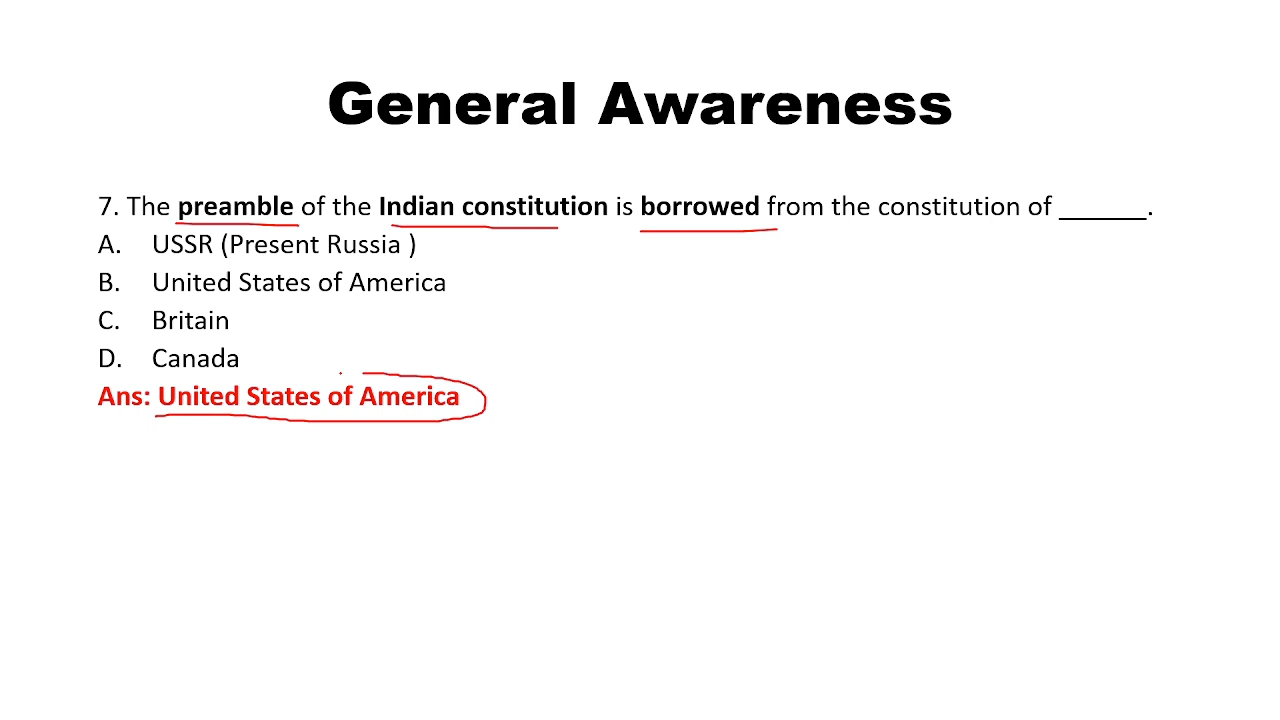 General Awareness
7. The preamble of the Indian constitution is borrowed from the constitution of ______.
A. USSR (Present Russia )
B. United States of America
C. Britain
D. Canada
Ans: United States of America